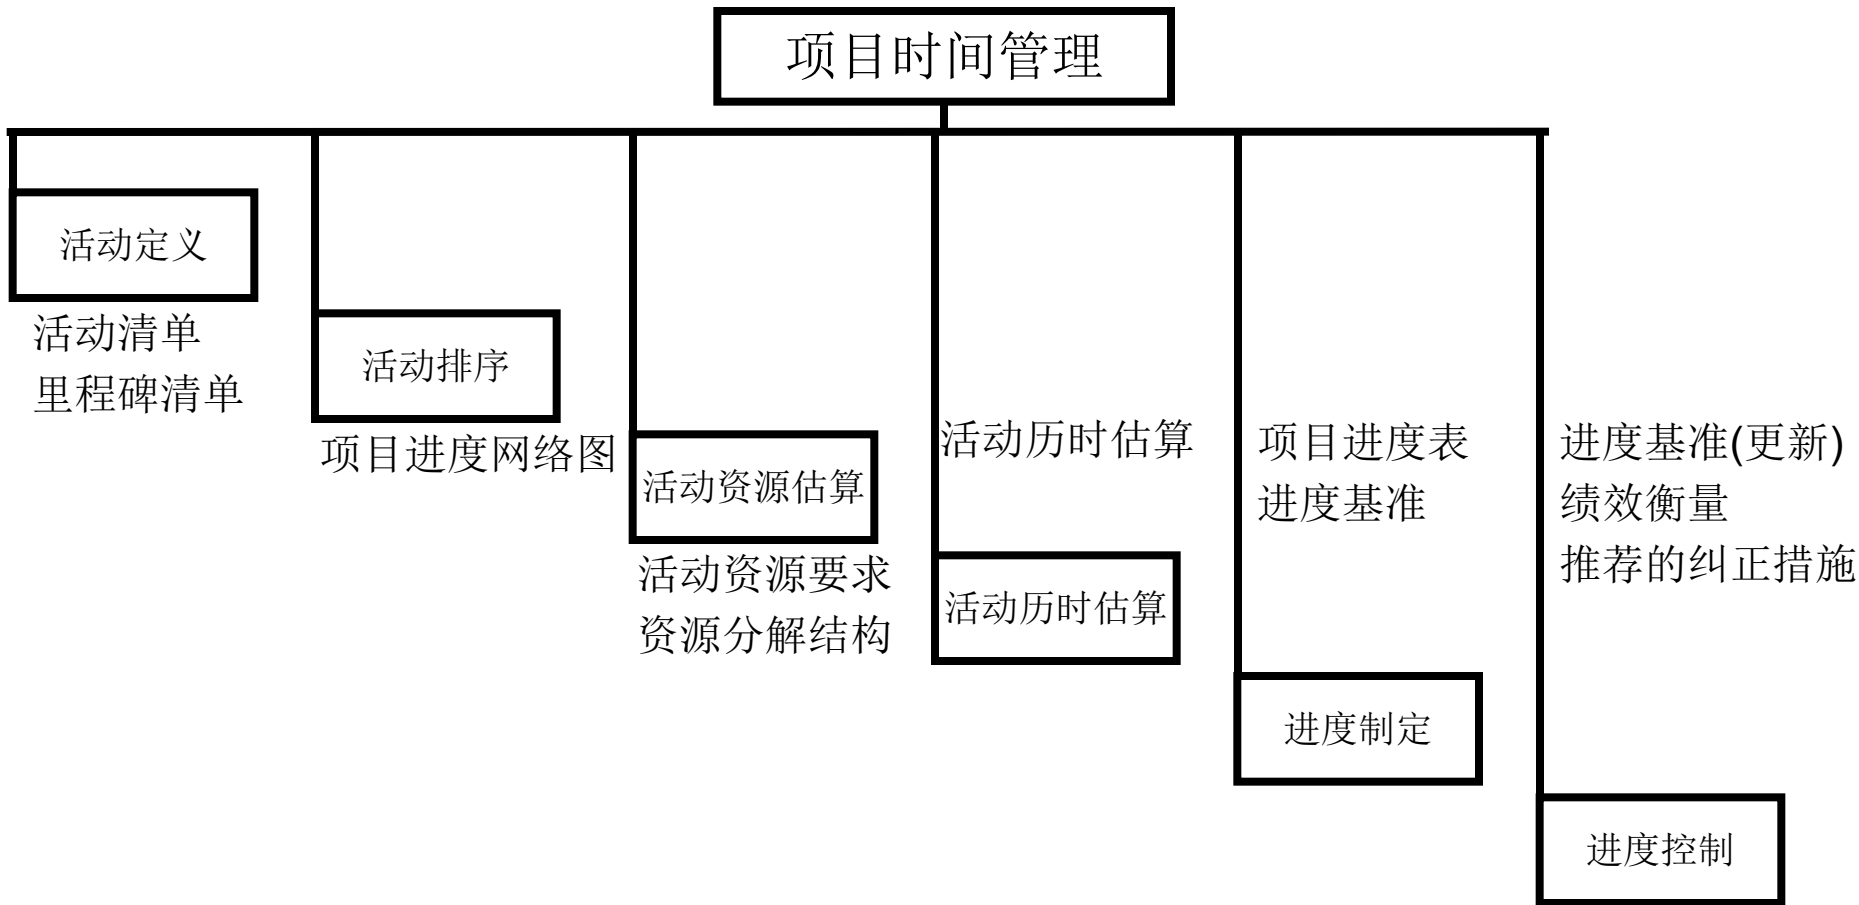 项目时间管理
活动定义
活动清单
里程碑清单
活动排序
项目进度网络图
活动资源估算
活动资源要求
资源分解结构
活动历时估算
活动历时估算
项目进度表
进度基准
进度制定
进度基准(更新)
绩效衡量
推荐的纠正措施
进度控制